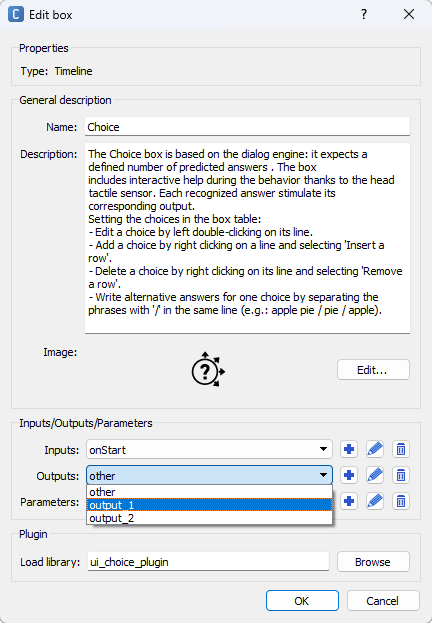 C Edit box ? ×
Properties
Type: Timeline
General description
Name: Choice
Description: The Choice box is based on the dialog engine: it expects a
defined number of predicted answers . The box
includes interactive help during the behavior thanks to the head
tactile sensor. Each recognized answer stimulate its
corresponding output.
Setting the choices in the box table:
- Edit a choice by left double-clicking on its line.
- Add a choice by right clicking on a line and selecting 'Insert a
row'.
- Delete a choice by right clicking on its line and selecting 'Remove
a row'.
- Write alternative answers for one choice by separating the
phrases with '/' in the same line (e.g.: apple pie / pie / apple).
Image: ? Edit...
Inputs/Outputs/Parameters
Inputs: onStart
Outputs: other
other
Parameters: output_1
output_2
Plugin
Load library: ui_choice_plugin Browse
OK Cancel